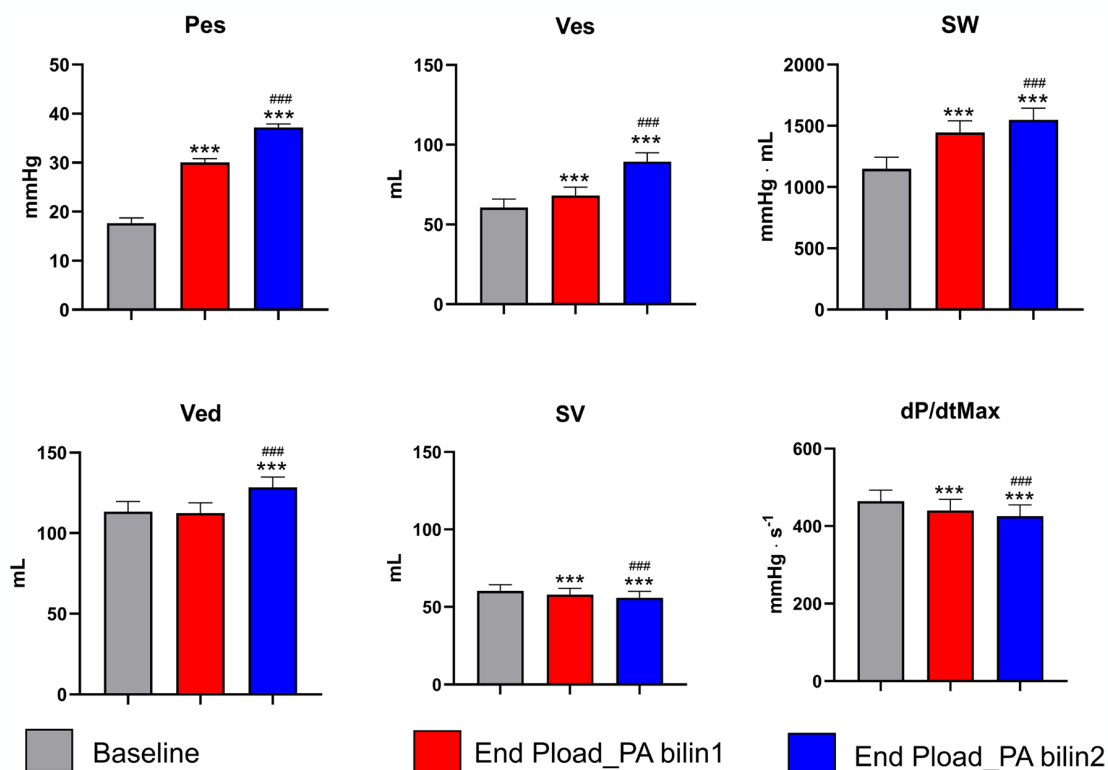 Pes
50
40
30
20
10
0
mmHg
***
###
***
Ves
150
100
50
0
mL
***
###
***
SW
2000
1500
1000
500
0
mmHg · mL
***
###
***
Ved
150
100
50
0
mL
###
***
SV
150
100
50
0
mL
***
###
***
dP/dtMax
600
400
200
0
mmHg · s⁻¹
***
###
***
Baseline
End Pload_PA bilin1
End Pload_PA bilin2